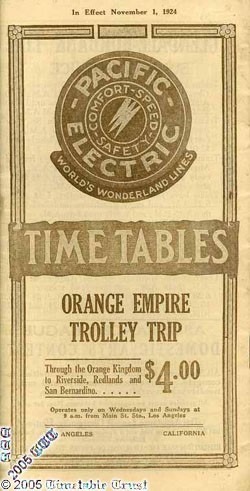 In Effect November 1, 1924
PACIFIC
COMFORT-SPEED
SAFETY
ELECTRIC
WORLD'S WONDERLAND LINES
TIME TABLES
ORANGE EMPIRE
TROLLEY TRIP
Through the Orange Kingdom
to Riverside, Redlands and
San Bernardino. . . . . .
$4.00
Operates only on Wednesdays and Sundays at
9 a.m. from Main St. Sta., Los Angeles
ANGELES CALIFORNIA
© 2005
© 2005 Timetable Trust